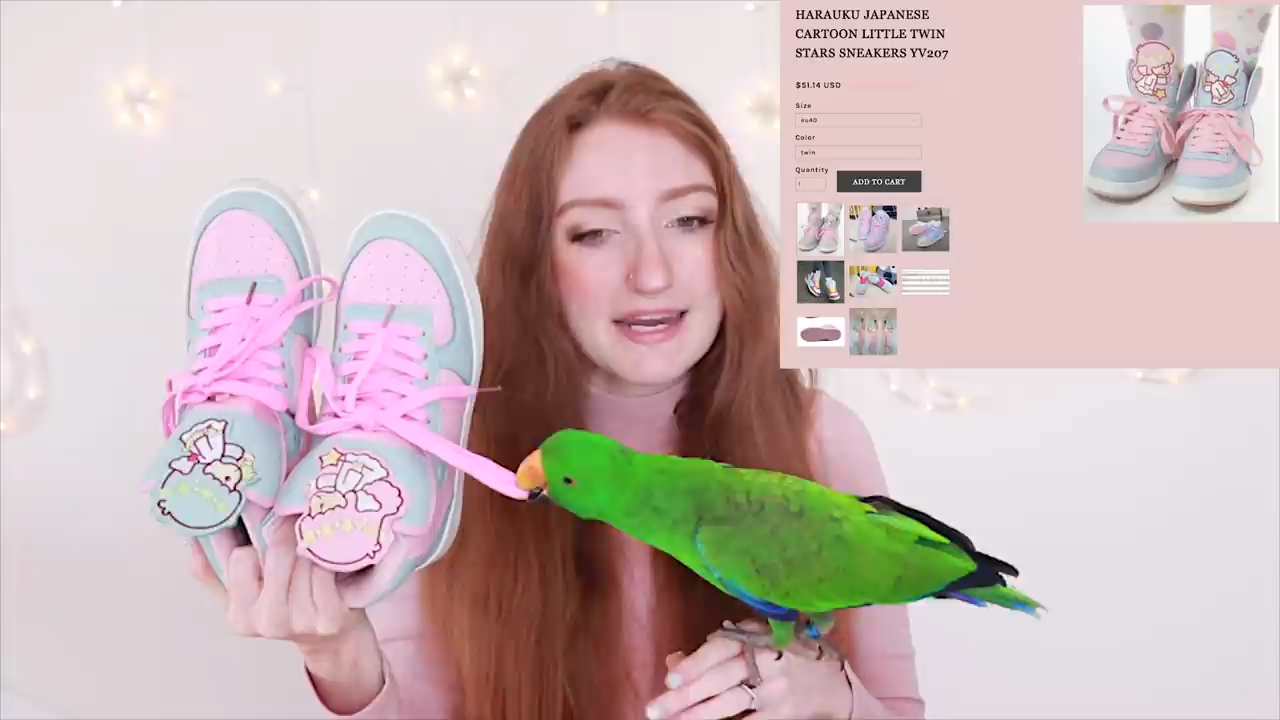 HARAUKU JAPANESE
CARTOON LITTLE TWIN
STARS SNEAKERS YV207
$51.14 USD
Size
eu40
Color
twin
Quantity
1
ADD TO CART